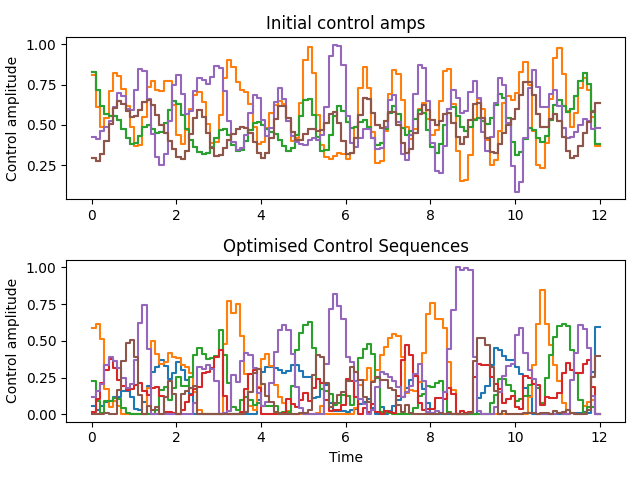 Initial control amps
Control amplitude
1.00
0.75
0.50
0.25
0 2 4 6 8 10 12
Optimised Control Sequences
Control amplitude
1.00
0.75
0.50
0.25
0.00
0 2 4 6 8 10 12
Time